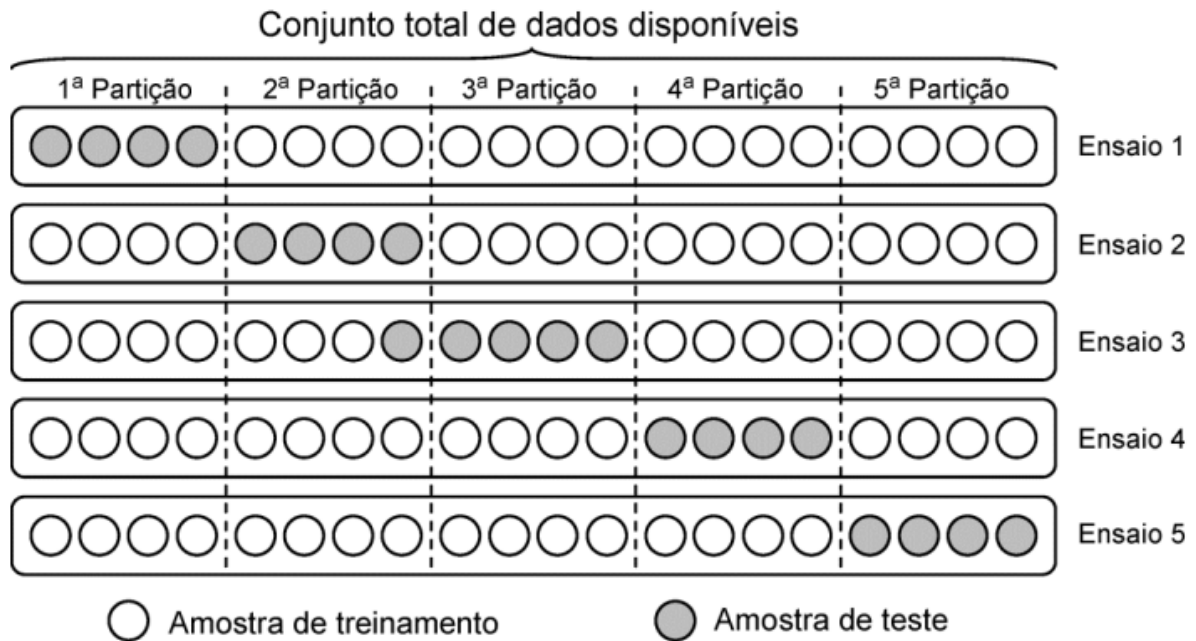 Conjunto total de dados disponíveis
1ª Partição 2ª Partição 3ª Partição 4ª Partição 5ª Partição
Ensaio 1
Ensaio 2
Ensaio 3
Ensaio 4
Ensaio 5
Amostra de treinamento Amostra de teste